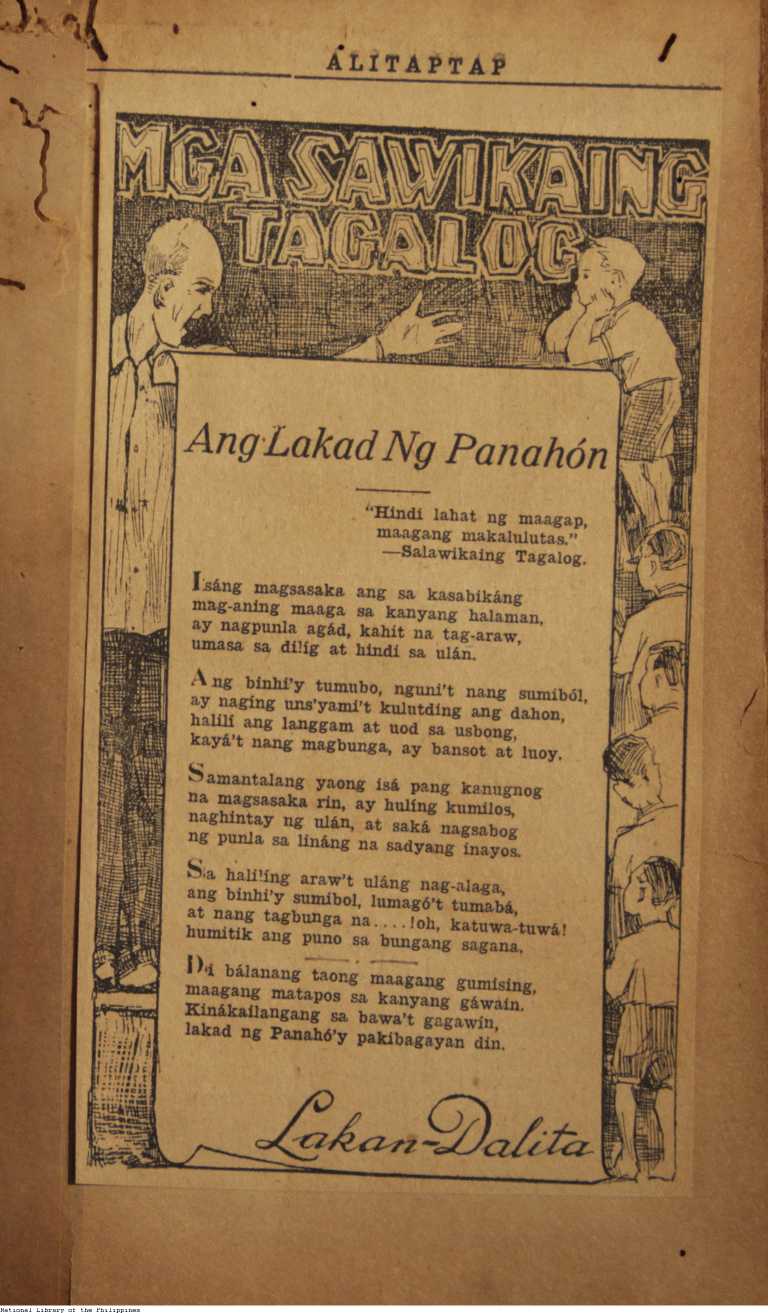 ALITAPTAP
MGA SAWIKAING
TAGALOG
Ang Lakad Ng Panahón
“Hindi lahat ng maagap,
maagang makalulutas.”
—Salawikaing Tagalog.
Isáng magsasaka ang sa kasabikáng
mag-aning maaga sa kanyang halaman,
ay nagpunla agád, kahit na tag-araw,
umasa sa dilíg at hindi sa ulán.
Ang binhi'y tumubo, nguni't nang sumiból,
ay naging uns'yami't kulutding ang dahon,
halili ang langgam at uod sa usbong,
kayá't nang magbunga, ay bansot at luoy.
Samantalang yaong isá pang kanugnog
na magsasaka rin, ay hulíng kumilos,
naghintay ng ulán, at saká nagsabog
ng punla sa lináng na sadyang inayos.
Sa halilíng araw't uláng nag-alaga,
ang binhi'y sumibol, lumagó't tumabá,
at nang tagbunga na....!oh, katuwa-tuwá!
humitik ang puno sa bungang sagana.
Di bálanang taong maagang gumising,
maagang matapos sa kanyang gáwain.
Kinákailangang sa bawa't gagawin,
lakad ng Panahó'y pakibagayan din.
Lakan-Dalita
National Library of the Philippines